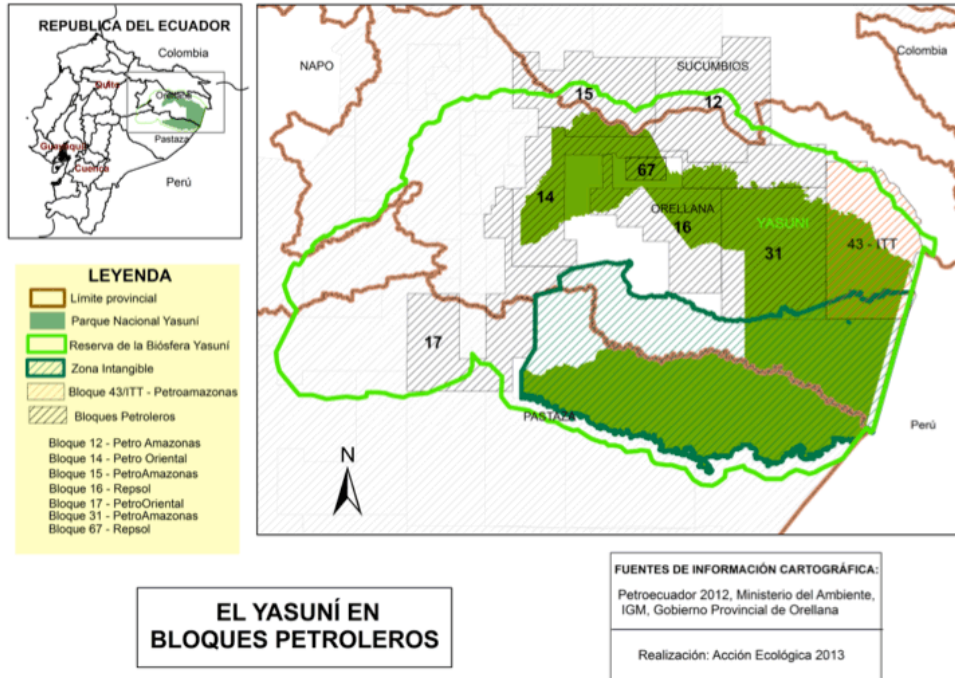 REPUBLICA DEL ECUADOR
Colombia
Quito
Orellana
Pastaza
Guayaquil
Cuenca
Perú
LEYENDA
Límite provincial
Parque Nacional Yasuní
Reserva de la Biósfera Yasuní
Zona Intangible
Bloque 43/ITT - Petroamazonas
Bloques Petroleros
Bloque 12 - Petro Amazonas
Bloque 14 - Petro Oriental
Bloque 15 - PetroAmazonas
Bloque 16 - Repsol
Bloque 17 - PetroOriental
Bloque 31 - PetroAmazonas
Bloque 67 - Repsol
NAPO
SUCUMBIOS
Colombia
15
12
67
14
ORELLANA
16
YASUNI
31
43 - ITT
17
PASTAZA
Perú
N
EL YASUNÍ EN
BLOQUES PETROLEROS
FUENTES DE INFORMACIÓN CARTOGRÁFICA:
Petroecuador 2012, Ministerio del Ambiente,
IGM, Gobierno Provincial de Orellana
Realización: Acción Ecológica 2013